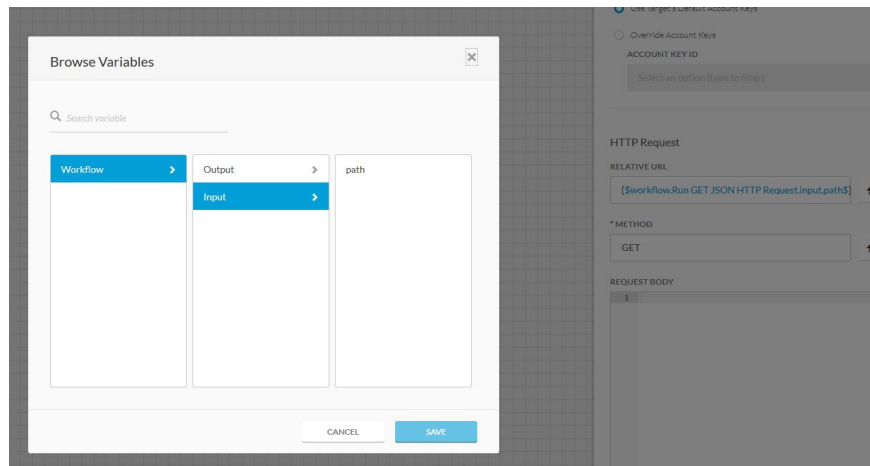 Use Target's Default Account Keys
Override Account Keys
ACCOUNT KEY ID
Select an option (type to filter)
Browse Variables
Search variable
Workflow
Output
Input
path
CANCEL
SAVE
HTTP Request
RELATIVE URL
[$workflow.Run GET JSON HTTP Request.input.path$]
* METHOD
GET
REQUEST BODY
1